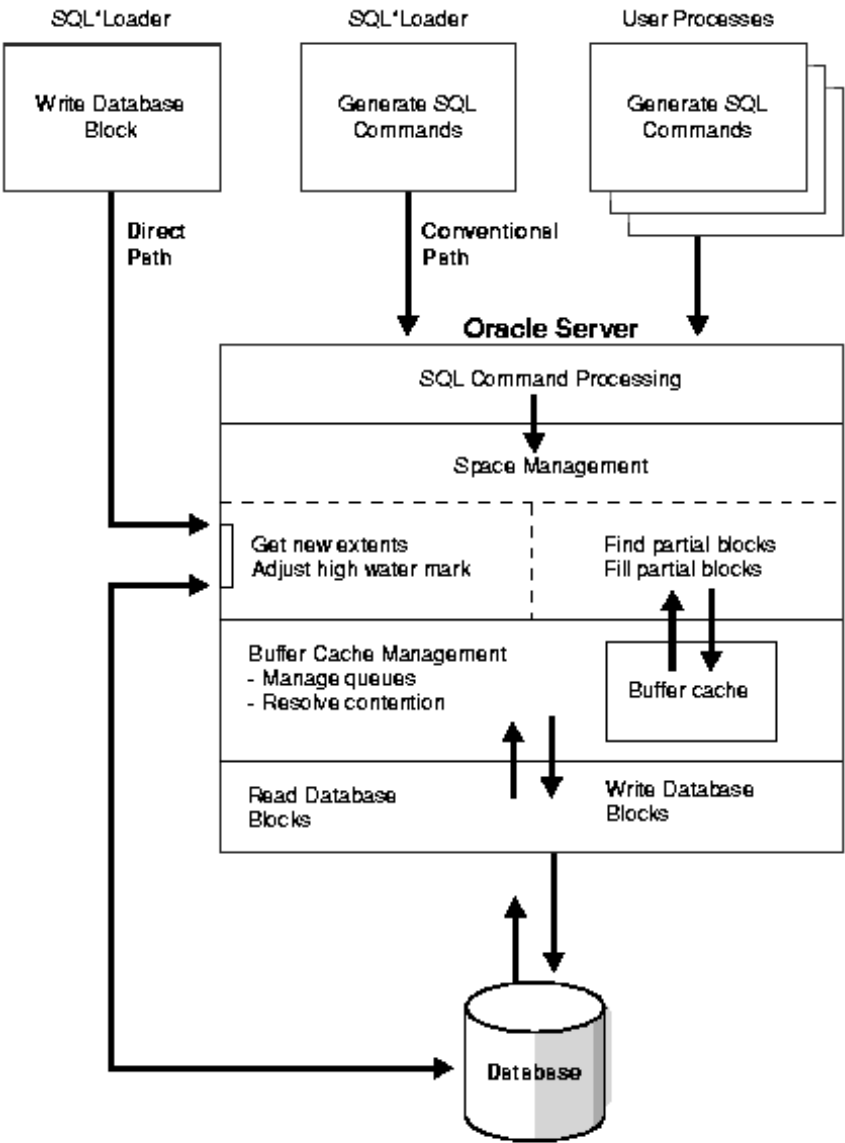 SQL*Loader
SQL*Loader
User Processes
Write Database
Block
Generate SQL
Commands
Generate SQL
Commands
Direct
Path
Conventional
Path
Oracle Server
SQL Command Processing
Space Management
Get new extents
Adjust high water mark
Find partial blocks
Fill partial blocks
Buffer Cache Management
- Manage queues
- Resolve contention
Buffer cache
Read Database
Blocks
Write Database
Blocks
Database